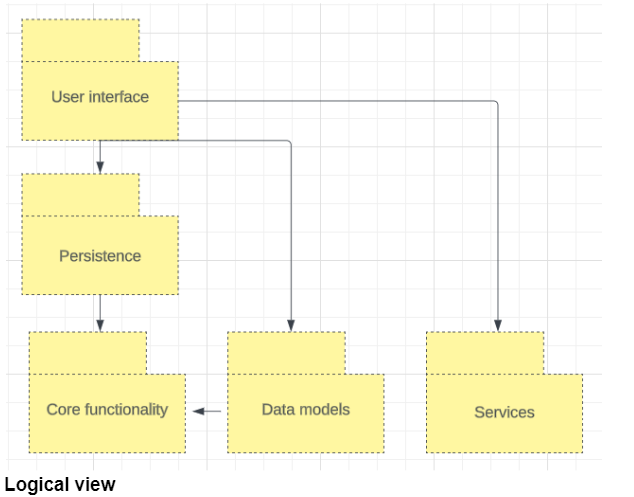 User interface
Persistence
Core functionality
Data models
Services
Logical view